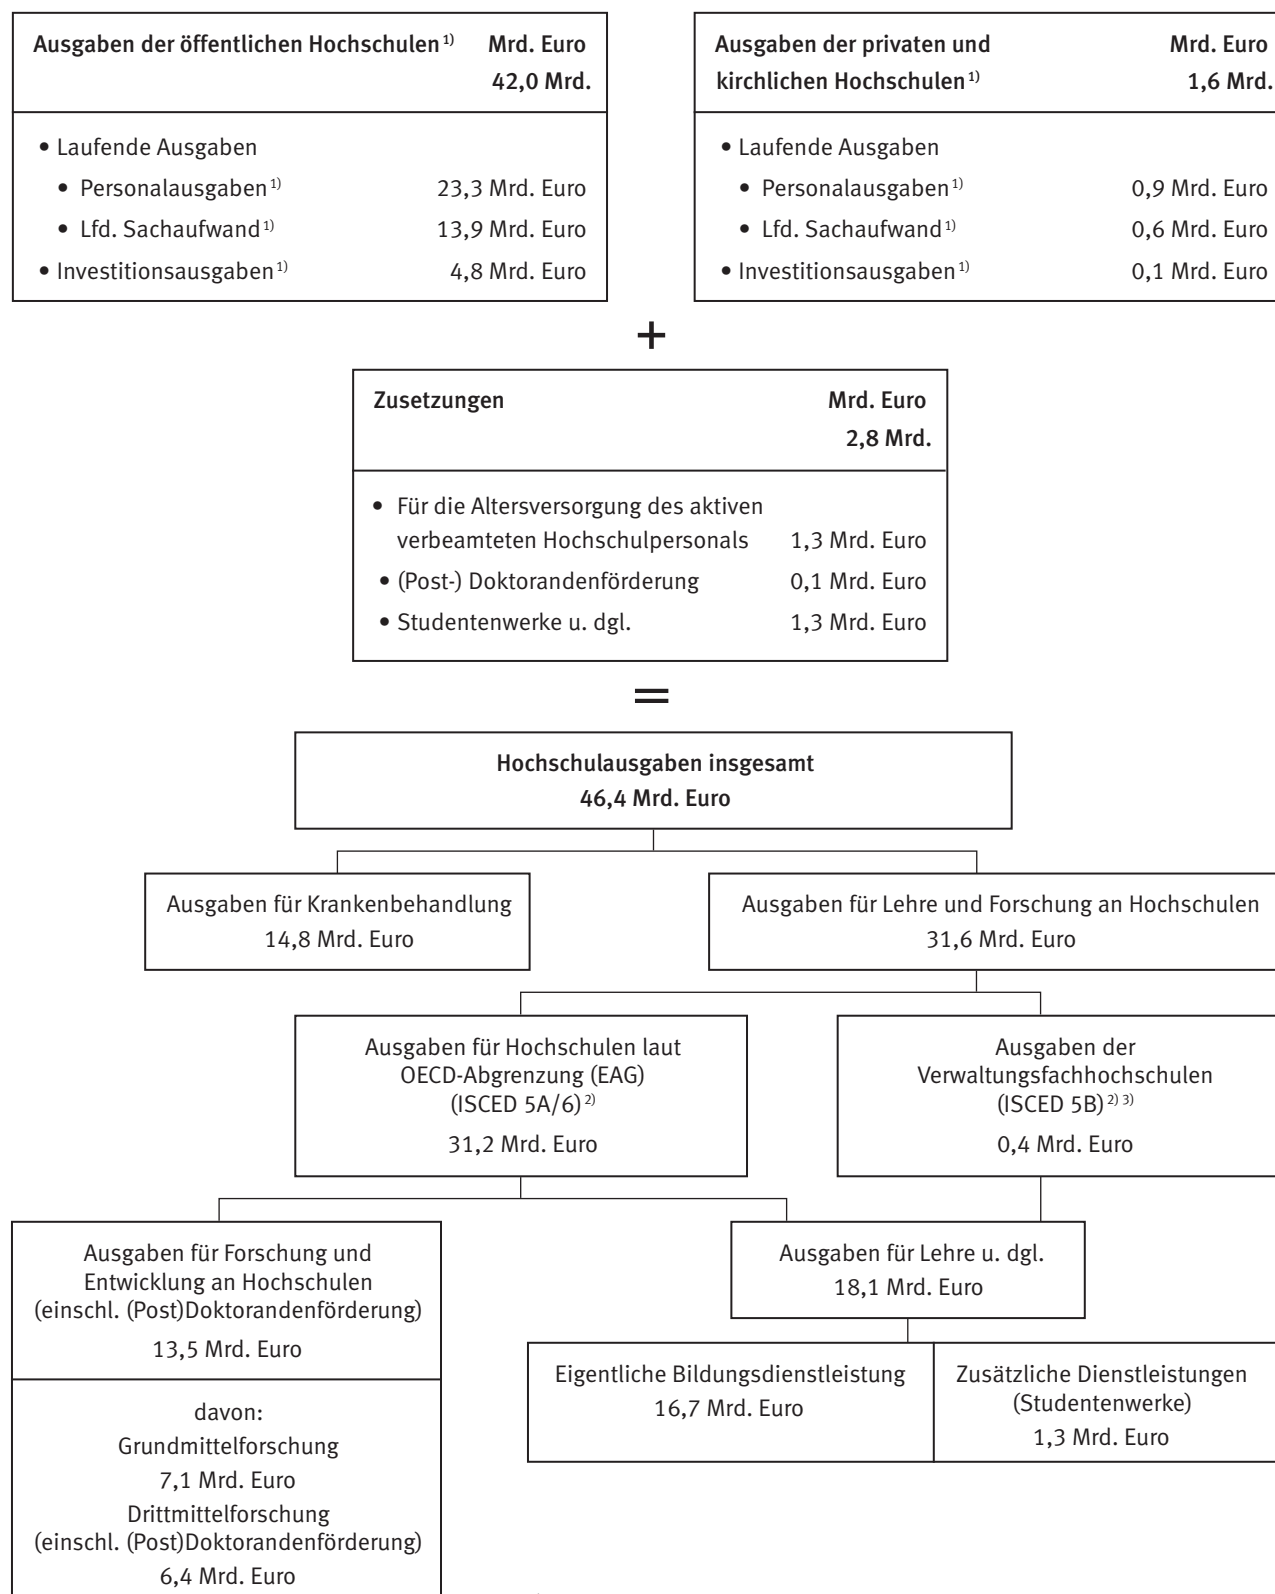 Ausgaben der öffentlichen Hochschulen 1) Mrd. Euro
42,0 Mrd.
• Laufende Ausgaben
• Personalausgaben 1) 23,3 Mrd. Euro
• Lfd. Sachaufwand 1) 13,9 Mrd. Euro
• Investitionsausgaben 1) 4,8 Mrd. Euro
Ausgaben der privaten und Mrd. Euro
kirchlichen Hochschulen 1) 1,6 Mrd.
• Laufende Ausgaben
• Personalausgaben 1) 0,9 Mrd. Euro
• Lfd. Sachaufwand 1) 0,6 Mrd. Euro
• Investitionsausgaben 1) 0,1 Mrd. Euro
+
Zusetzungen Mrd. Euro
2,8 Mrd.
• Für die Altersversorgung des aktiven
verbeamteten Hochschulpersonals 1,3 Mrd. Euro
• (Post-) Doktorandenförderung 0,1 Mrd. Euro
• Studentenwerke u. dgl. 1,3 Mrd. Euro
=
Hochschulausgaben insgesamt
46,4 Mrd. Euro
Ausgaben für Krankenbehandlung
14,8 Mrd. Euro
Ausgaben für Lehre und Forschung an Hochschulen
31,6 Mrd. Euro
Ausgaben für Hochschulen laut
OECD-Abgrenzung (EAG)
(ISCED 5A/6) 2)
31,2 Mrd. Euro
Ausgaben der
Verwaltungsfachhochschulen
(ISCED 5B) 2) 3)
0,4 Mrd. Euro
Ausgaben für Forschung und
Entwicklung an Hochschulen
(einschl. (Post)Doktorandenförderung)
13,5 Mrd. Euro
davon:
Grundmittelforschung
7,1 Mrd. Euro
Drittmittelforschung
(einschl. (Post)Doktorandenförderung)
6,4 Mrd. Euro
Ausgaben für Lehre u. dgl.
18,1 Mrd. Euro
Eigentliche Bildungsdienstleistung
16,7 Mrd. Euro
Zusätzliche Dienstleistungen
(Studentenwerke)
1,3 Mrd. Euro